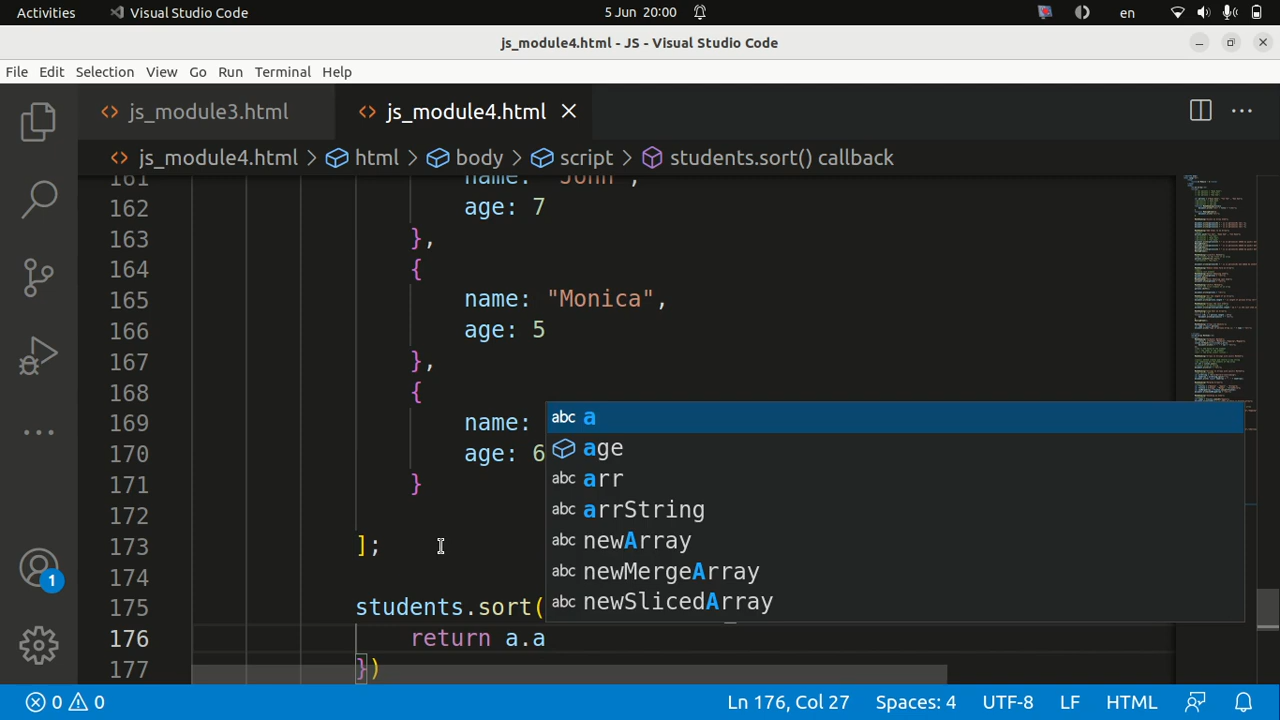 Activities Visual Studio Code 5 Jun 20:00 en
js_module4.html - JS - Visual Studio Code
File Edit Selection View Go Run Terminal Help
js_module3.html js_module4.html
js_module4.html > html > body > script > students.sort() callback
161 name: "John",
162 age: 7
163 },
164 {
165 name: "Monica",
166 age: 5
167 },
168 {
169 name:
170 age: 6
171 }
172
173 ];
174
175 students.sort(
176 return a.a
177 })
abc a
age
abc arr
abc arrString
abc newArray
abc newMergeArray
abc newSlicedArray
1
0 0 Ln 176, Col 27 Spaces: 4 UTF-8 LF HTML